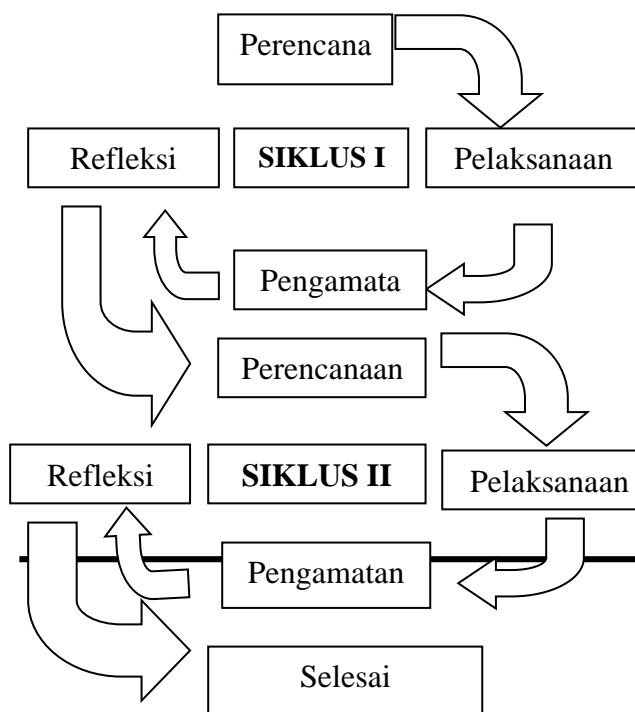 Perencana
Refleksi
SIKLUS I
Pelaksanaan
Pengamata
Perencanaan
Refleksi
SIKLUS II
Pelaksanaan
Pengamatan
Selesai